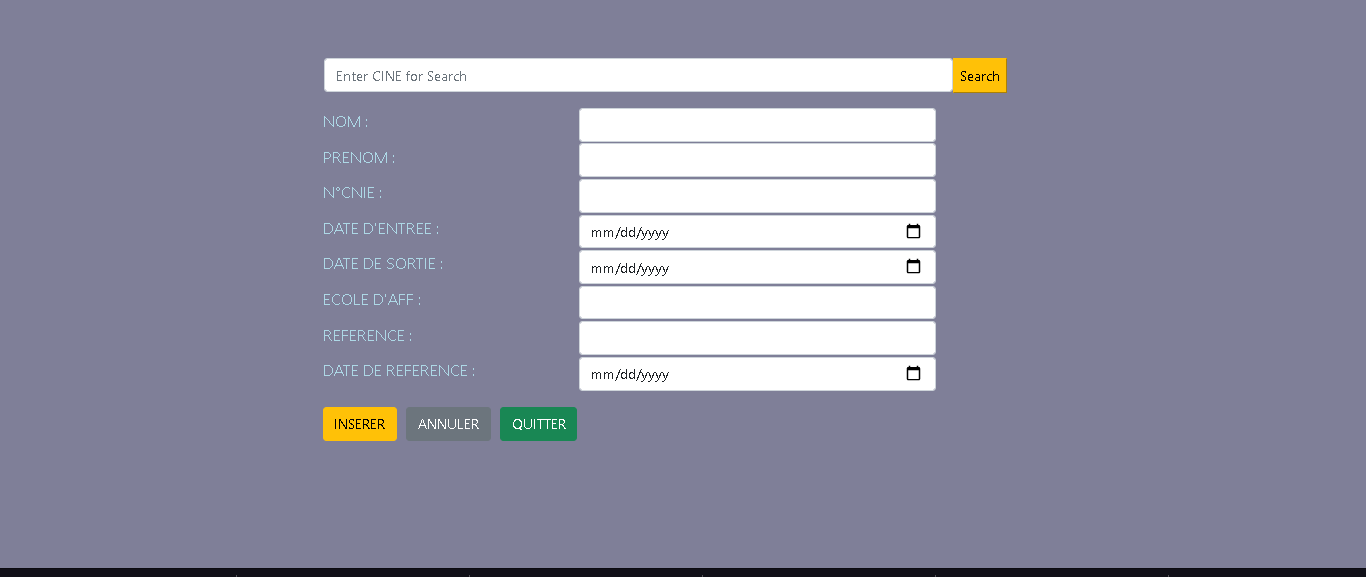 Enter CINE for Search Search
NOM :
PRENOM :
N°CNIE :
DATE D'ENTREE : mm/dd/yyyy
DATE DE SORTIE : mm/dd/yyyy
ECOLE D'AFF :
REFERENCE :
DATE DE REFERENCE : mm/dd/yyyy
INSERER ANNULER QUITTER